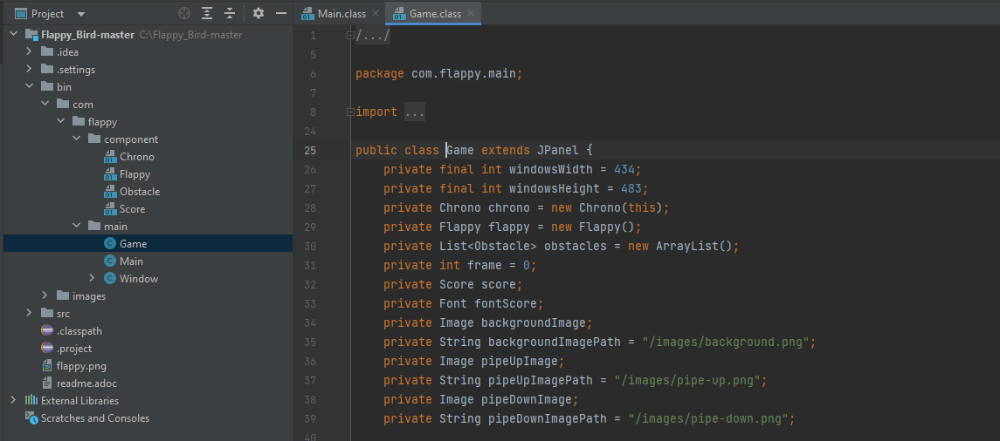 Project
Main.class
Game.class
Flappy_Bird-master C:\Flappy_Bird-master
.idea
.settings
bin
com
flappy
component
Chrono
Flappy
Obstacle
Score
main
Game
Main
Window
images
src
.classpath
.project
flappy.png
readme.adoc
External Libraries
Scratches and Consoles
1 /.../
5
6 package com.flappy.main;
7
8 import ...
24
25 public class Game extends JPanel {
26 private final int windowsWidth = 434;
27 private final int windowsHeight = 483;
28 private Chrono chrono = new Chrono(this);
29 private Flappy flappy = new Flappy();
30 private List<Obstacle> obstacles = new ArrayList();
31 private int frame = 0;
32 private Score score;
33 private Font fontScore;
34 private Image backgroundImage;
35 private String backgroundImagePath = "/images/background.png";
36 private Image pipeUpImage;
37 private String pipeUpImagePath = "/images/pipe-up.png";
38 private Image pipeDownImage;
39 private String pipeDownImagePath = "/images/pipe-down.png";
40